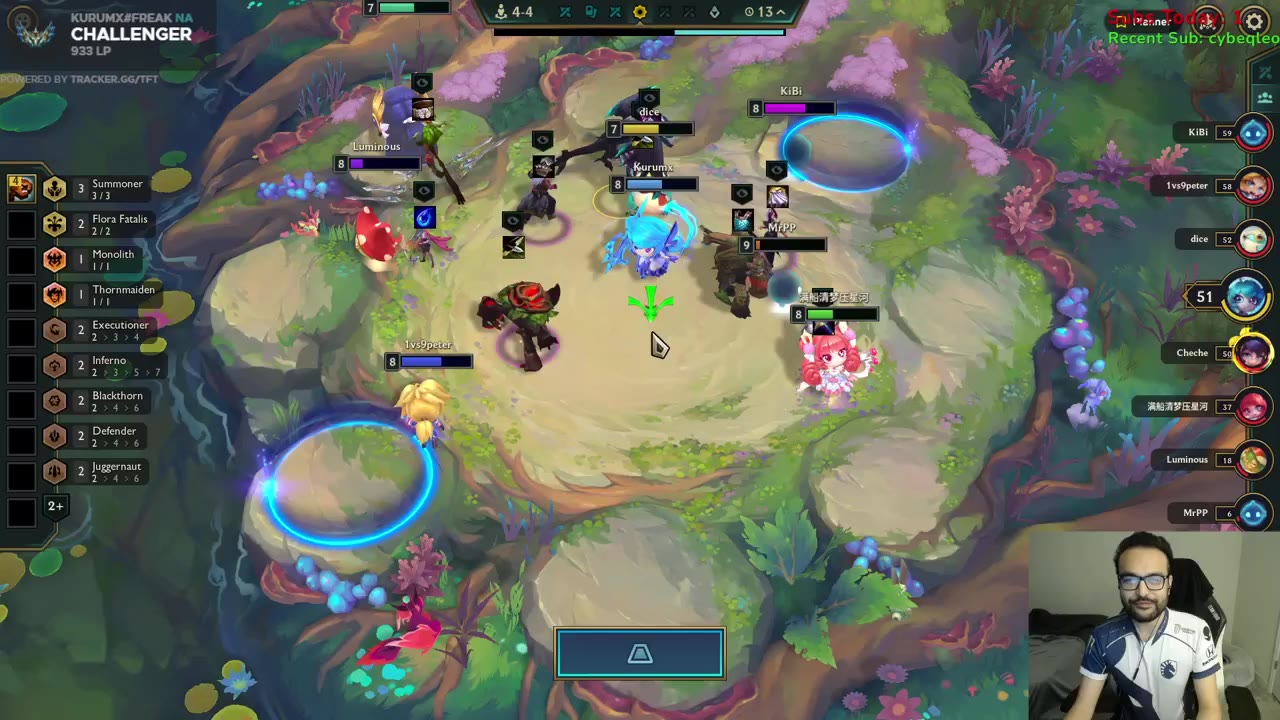 KURUMX#FREAK NA
CHALLENGER
933 LP
POWERED BY TRACKER.GG/TFT
7
4-4
13
Subs Today: 1
Planner
Recent Sub: cybeqleo
KiBi
8
dice
7
Luminous
8
Kurumx
8
MrPP
9
满船清梦压星河
8
1vs9peter
8
3 Summoner
3 / 3
2 Flora Fatalis
2 / 2
1 Monolith
1 / 1
1 Thornmaiden
1 / 1
2 Executioner
2 > 3 > 4
2 Inferno
2 > 3 > 5 > 7
2 Blackthorn
2 > 4 > 6
2 Defender
2 > 4 > 6
2 Juggernaut
2 > 4 > 6
2+
KiBi 59
1vs9peter 58
dice 52
51
Cheche 50
满船清梦压星河 37
Luminous 18
MrPP 6